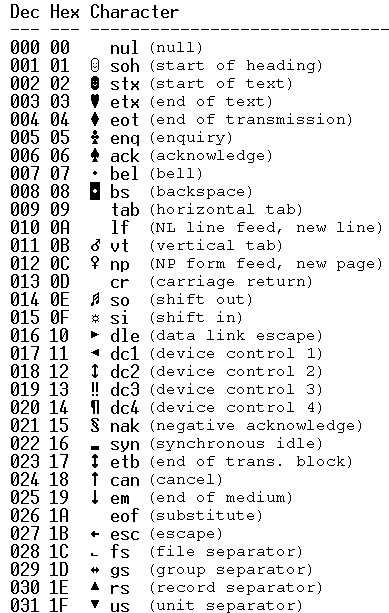 Dec Hex Character
--- --- ---------------------------------
000 00 nul (null)
001 01 ☺ soh (start of heading)
002 02 ☻ stx (start of text)
003 03 ♥ etx (end of text)
004 04 ♦ eot (end of transmission)
005 05 ♣ enq (enquiry)
006 06 ♠ ack (acknowledge)
007 07 • bel (bell)
008 08 ◘ bs (backspace)
009 09 tab (horizontal tab)
010 0A lf (NL line feed, new line)
011 0B ♂ vt (vertical tab)
012 0C ♀ np (NP form feed, new page)
013 0D cr (carriage return)
014 0E ♬ so (shift out)
015 0F ☼ si (shift in)
016 10 ► dle (data link escape)
017 11 ◄ dc1 (device control 1)
018 12 ↕ dc2 (device control 2)
019 13 ‼ dc3 (device control 3)
020 14 ¶ dc4 (device control 4)
021 15 § nak (negative acknowledge)
022 16 ▬ syn (synchronous idle)
023 17 ↨ etb (end of trans. block)
024 18 ↑ can (cancel)
025 19 ↓ em (end of medium)
026 1A eof (substitute)
027 1B ← esc (escape)
028 1C ∟ fs (file separator)
029 1D ↔ gs (group separator)
030 1E ▲ rs (record separator)
031 1F ▼ us (unit separator)